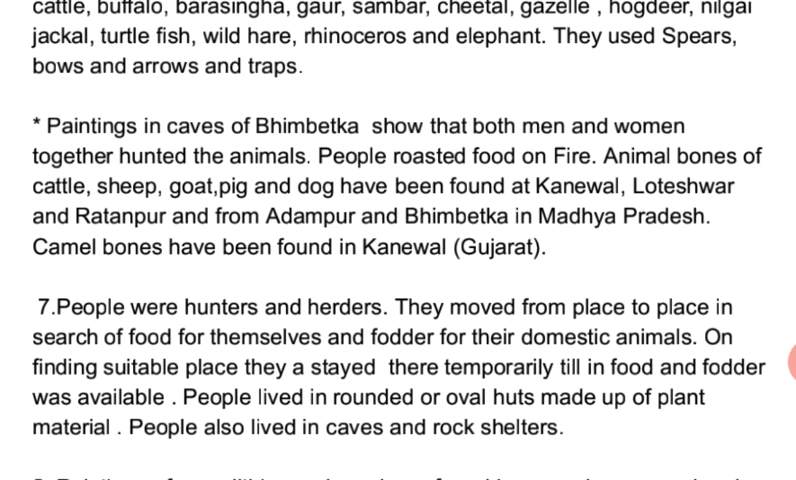 cattle, buffalo, barasingha, gaur, sambar, cheetal, gazelle , hogdeer, nilgai
jackal, turtle fish, wild hare, rhinoceros and elephant. They used Spears,
bows and arrows and traps.
* Paintings in caves of Bhimbetka  show that both men and women
together hunted the animals. People roasted food on Fire. Animal bones of
cattle, sheep, goat,pig and dog have been found at Kanewal, Loteshwar
and Ratanpur and from Adampur and Bhimbetka in Madhya Pradesh.
Camel bones have been found in Kanewal (Gujarat).
7.People were hunters and herders. They moved from place to place in
search of food for themselves and fodder for their domestic animals. On
finding suitable place they a stayed  there temporarily till in food and fodder
was available . People lived in rounded or oval huts made up of plant
material . People also lived in caves and rock shelters.